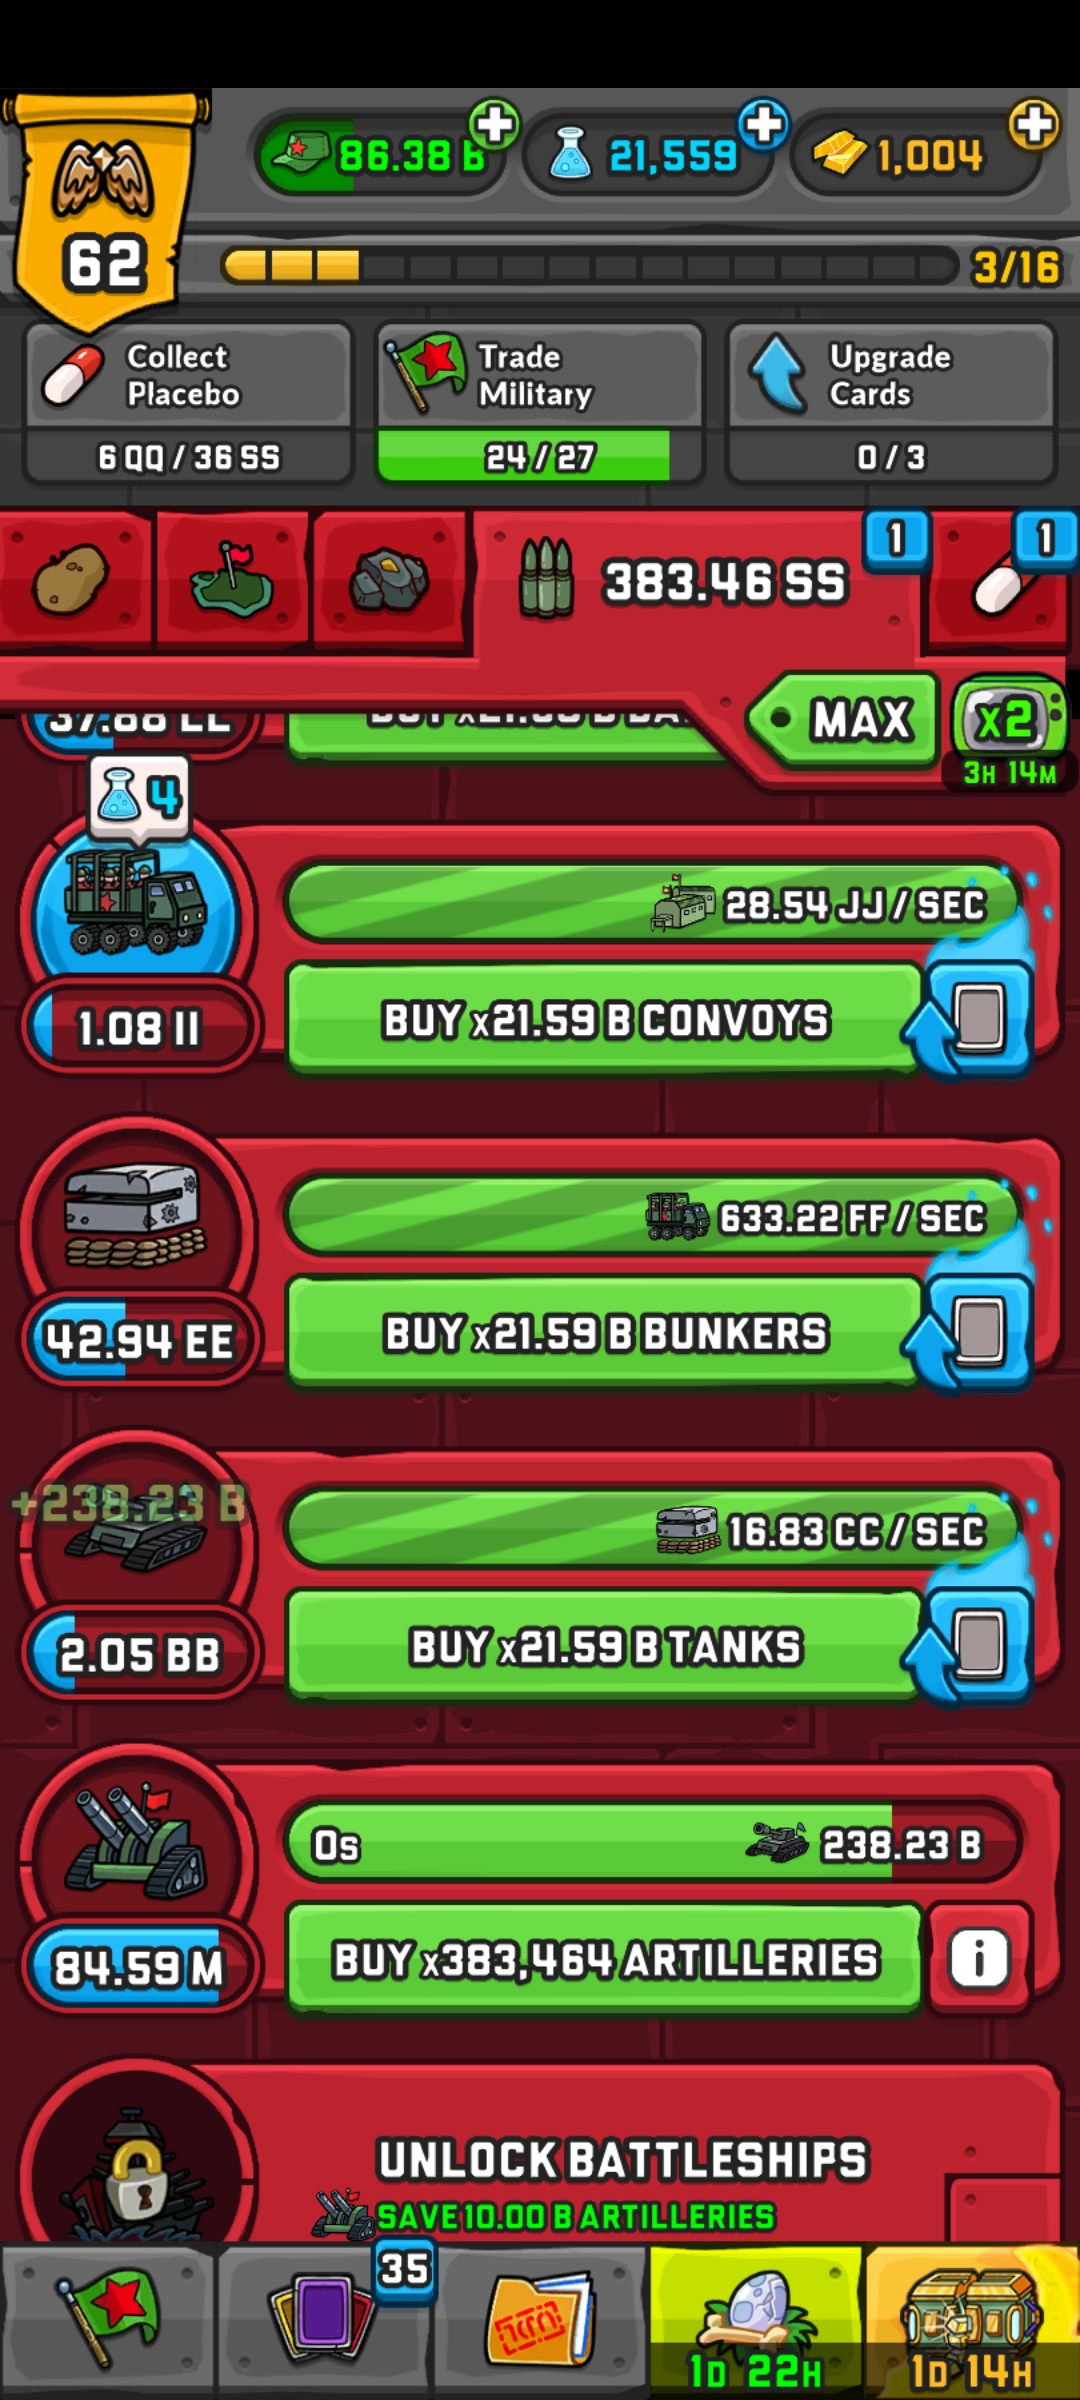 86.38 B
21,559
1,004
62
3/16
Collect
Placebo
6 QQ / 36 SS
Trade
Military
24 / 27
Upgrade
Cards
0 / 3
383.46 SS
1
1
MAX
x2
3H 14M
37.88 LL
4
28.54 JJ / SEC
1.08 II
BUY x21.59 B CONVOYS
633.22 FF / SEC
42.94 EE
BUY x21.59 B BUNKERS
+238.23 B
16.83 CC / SEC
2.05 BB
BUY x21.59 B TANKS
0s
238.23 B
84.59 M
BUY x383,464 ARTILLERIES
i
UNLOCK BATTLESHIPS
SAVE 10.00 B ARTILLERIES
35
1D 22H
1D 14H